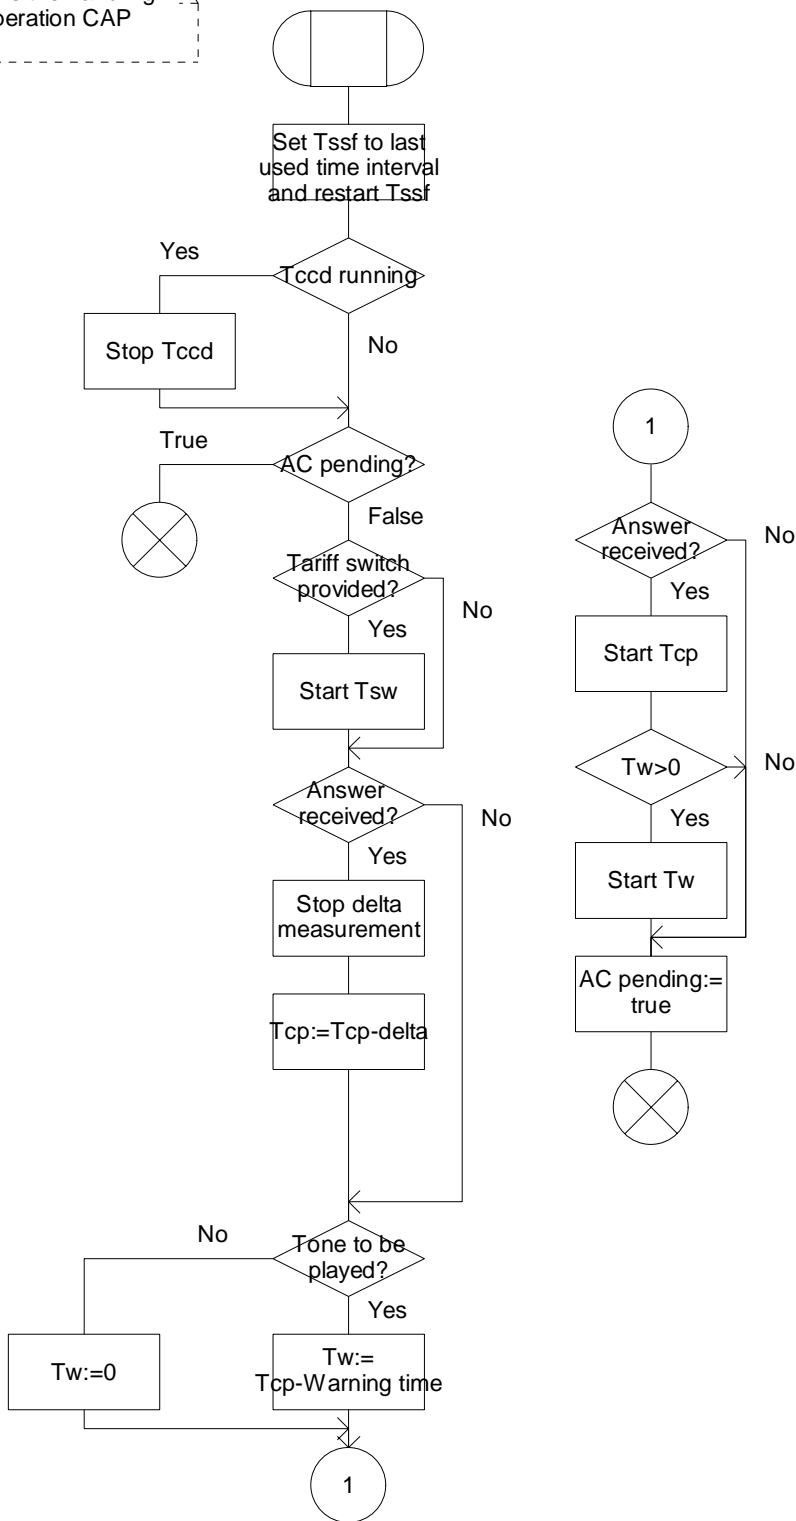 peration CAP
Set Tssf to last
used time interval
and restart Tssf
Yes
Tccd running
Stop Tccd
No
True
AC pending?
False
Tariff switch
provided?
No
Yes
Start Tsw
Answer
received?
No
Yes
Stop delta
measurement
Tcp:=Tcp-delta
No
Tone to be
played?
Yes
Tw:=0
Tw:=
Tcp-Warning time
1
1
Answer
received?
No
Yes
Start Tcp
Tw>0
No
Yes
Start Tw
AC pending:=
true